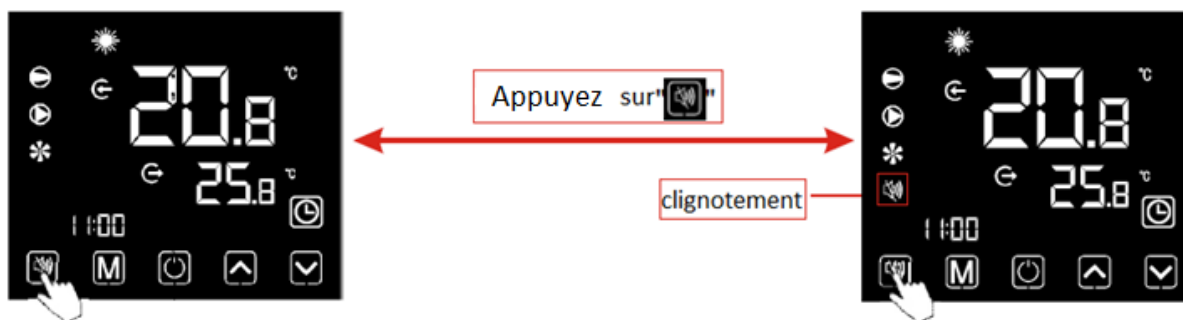 20.8 °C
25.8 °C
11:00
M
Appuyez sur" "
clignotement
20.8 °C
25.8 °C
11:00
M